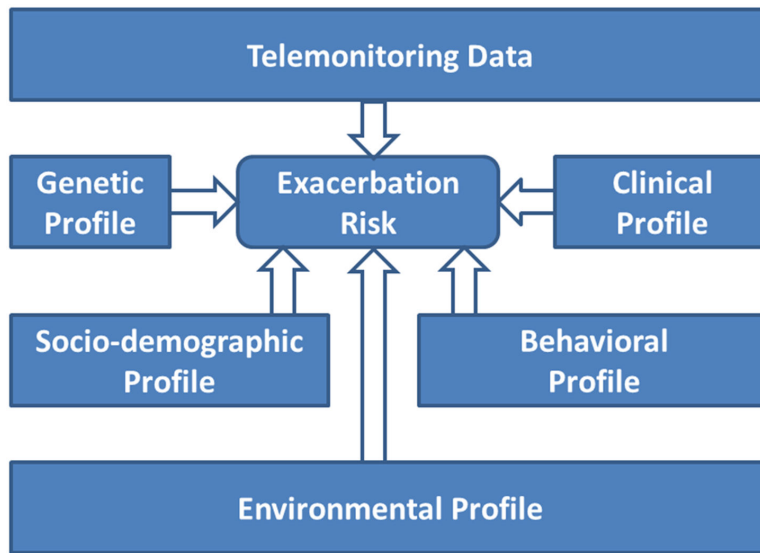 Telemonitoring Data
Genetic
Profile
Exacerbation
Risk
Clinical
Profile
Socio-demographic
Profile
Behavioral
Profile
Environmental Profile